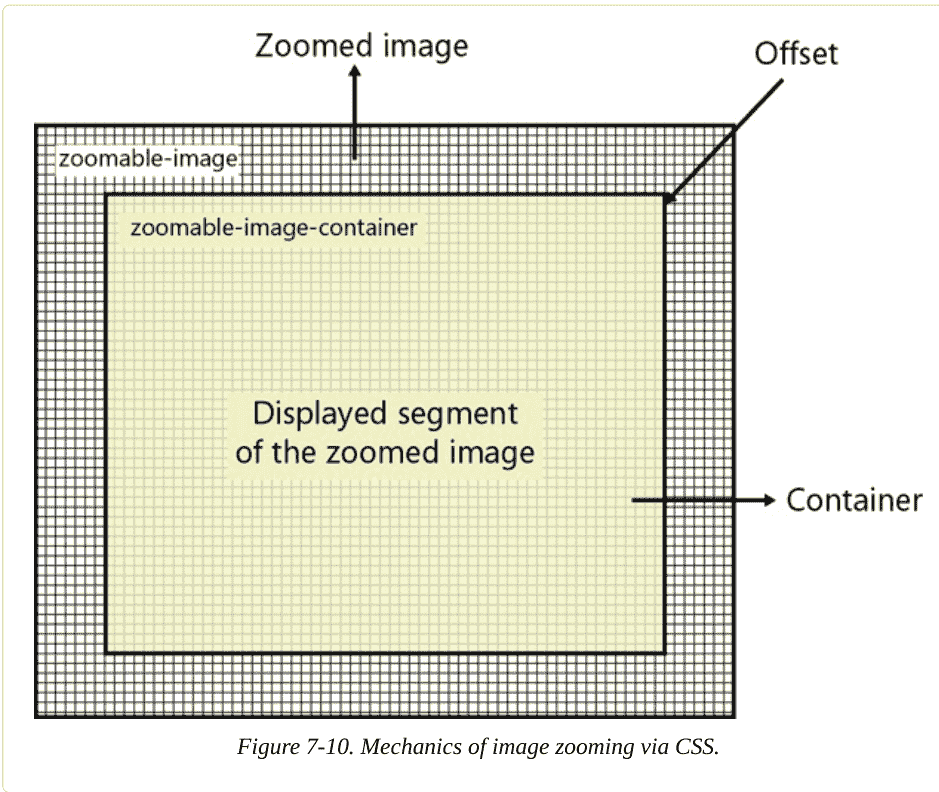 Zoomed image
Offset
zoomable-image
zoomable-image-container
Displayed segment
of the zoomed image
Container
Figure 7-10. Mechanics of image zooming via CSS.